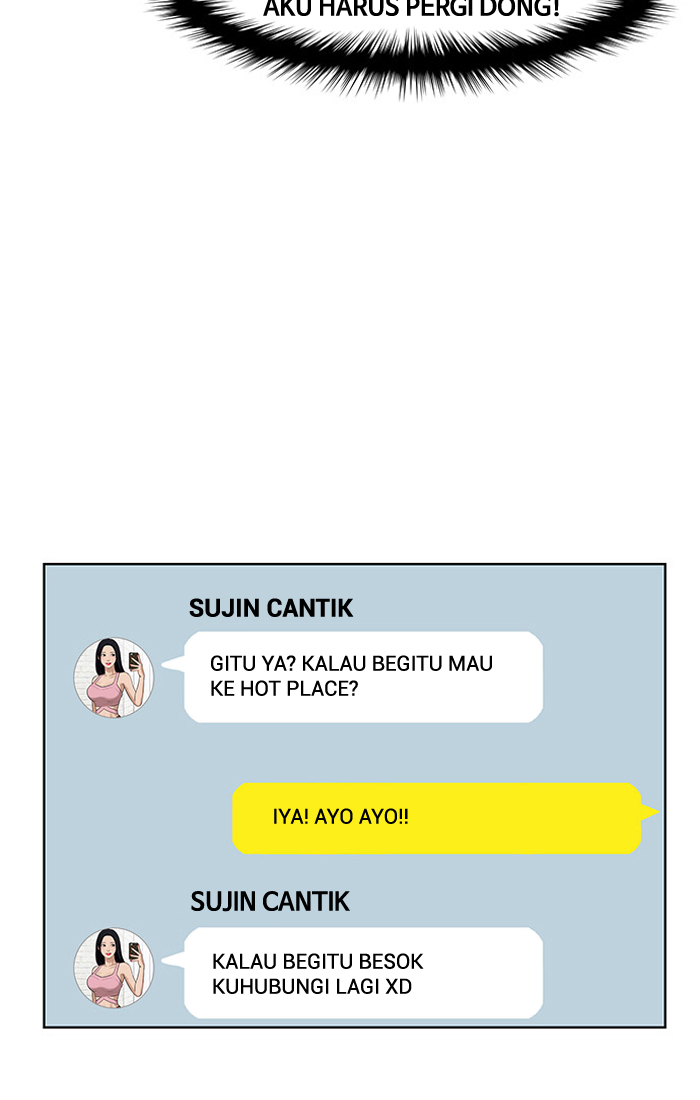 AKU HARUS PERGI DONG!
SUJIN CANTIK
GITU YA? KALAU BEGITU MAU
KE HOT PLACE?
IYA! AYO AYO!!
SUJIN CANTIK
KALAU BEGITU BESOK
KUHUBUNGI LAGI XD